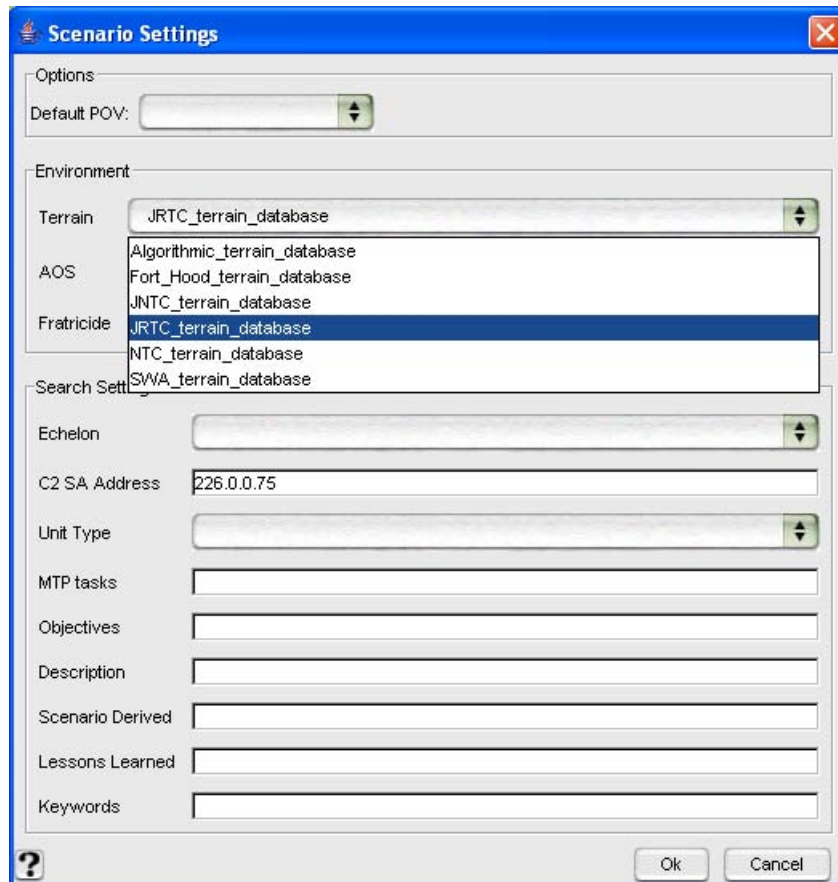 Scenario Settings
Options
Default POV:
Environment
Terrain JRTC_terrain_database
Algorithmic_terrain_database
AOS
Fort_Hood_terrain_database
JNTC_terrain_database
Fratricide
JRTC_terrain_database
NTC_terrain_database
SWA_terrain_database
Search Setting
Echelon
C2 SA Address 226.0.0.75
Unit Type
MTP tasks
Objectives
Description
Scenario Derived
Lessons Learned
Keywords
? Ok Cancel